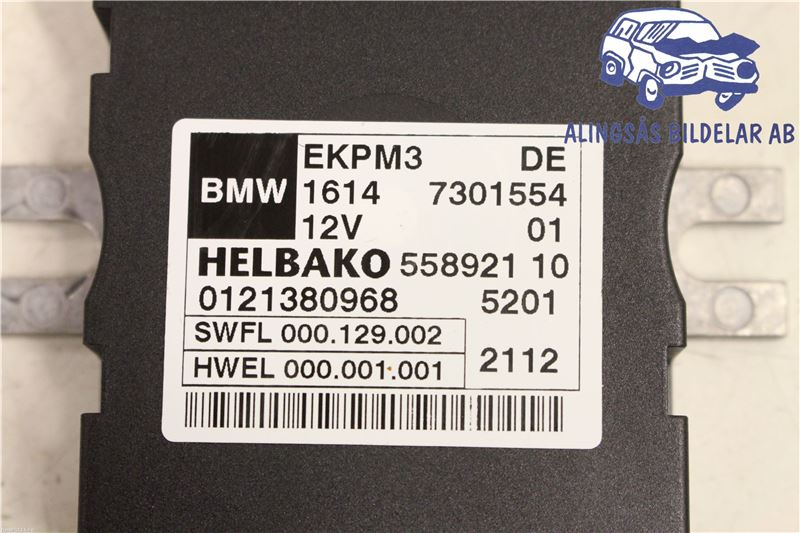 ALINGSÅS BILDELAR AB
EKPM3 DE
BMW 1614 7301554
12V 01
HELBAKO 558921 10
0121380968 5201
SWFL 000.129.002
HWEL 000.001.001 2112